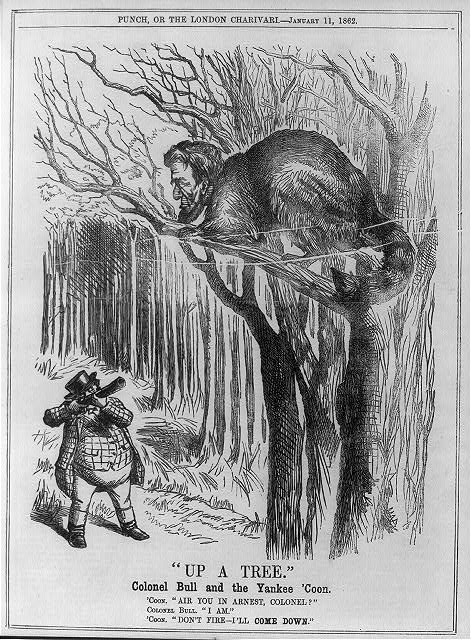 PUNCH, OR THE LONDON CHARIVARI.—JANUARY 11, 1862.
"UP A TREE."
Colonel Bull and the Yankee 'Coon.
'COON. "AIR YOU IN ARNEST, COLONEL?"
COLONEL BULL. "I AM."
'COON. "DON'T FIRE—I'LL COME DOWN."